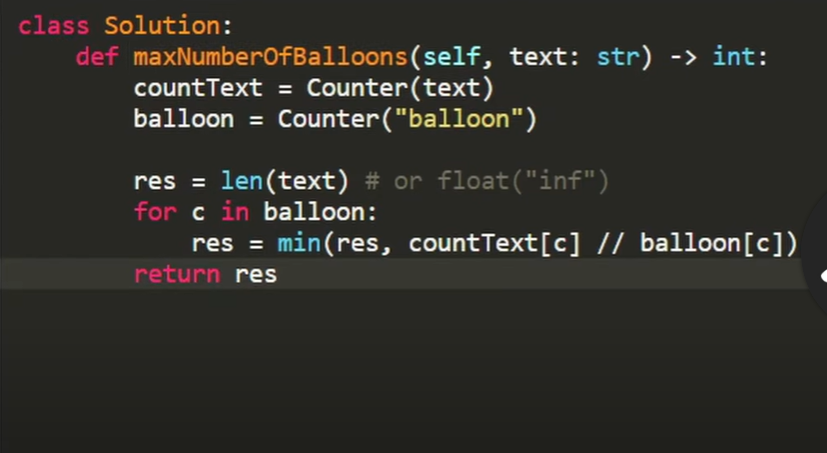 class Solution:
    def maxNumberOfBalloons(self, text: str) -> int:
        countText = Counter(text)
        balloon = Counter("balloon")

        res = len(text) # or float("inf")
        for c in balloon:
            res = min(res, countText[c] // balloon[c])
        return res